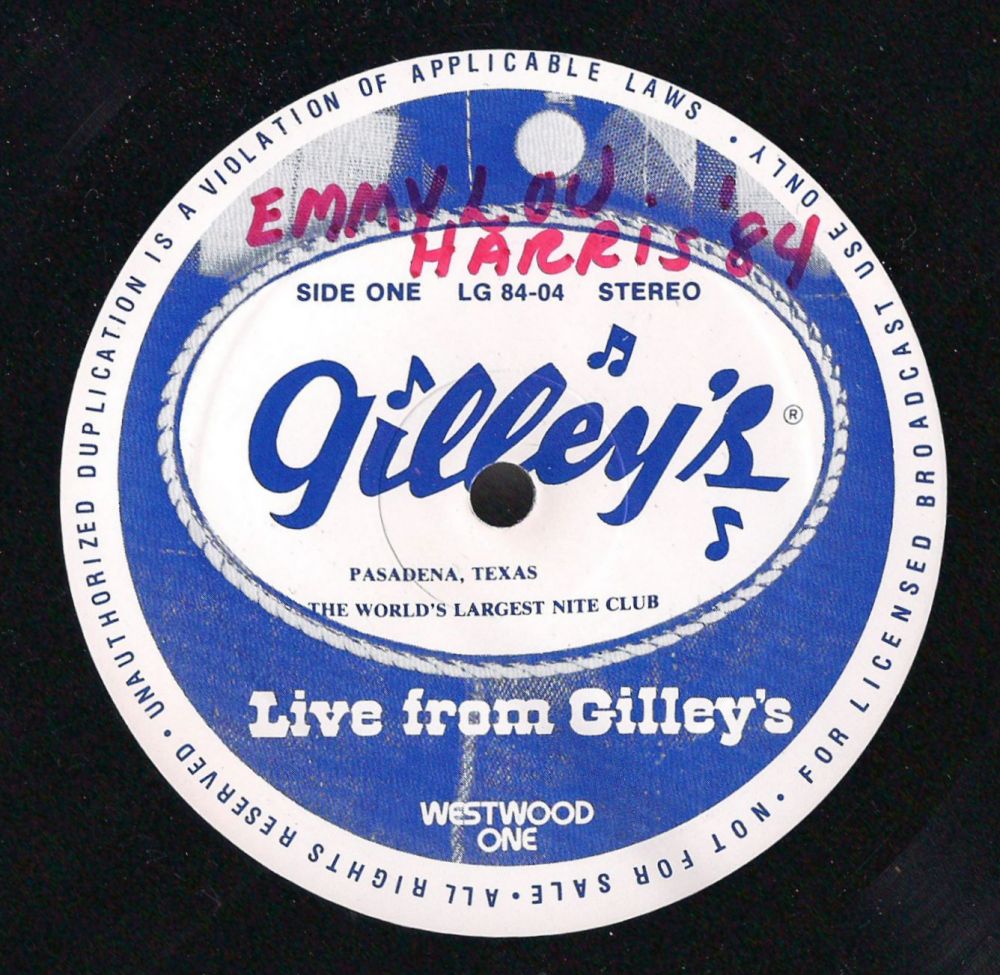 EMMYLOU. '84
HARRIS
SIDE ONE LG 84-04 STEREO
Gilley's ®
PASADENA, TEXAS
THE WORLD'S LARGEST NITE CLUB
Live from Gilley's
WESTWOOD
ONE
UNAUTHORIZED DUPLICATION IS A VIOLATION OF APPLICABLE LAWS • FOR LICENSED BROADCAST USE ONLY • NOT FOR SALE • ALL RIGHTS RESERVED •